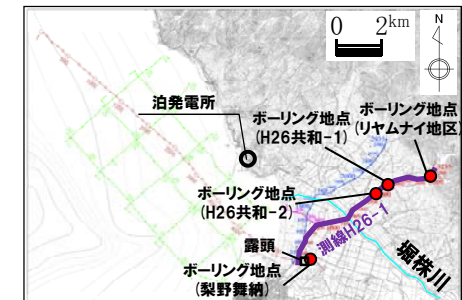 0 2km
N
泊発電所
ボーリング地点
(H26共和-1)
ボーリング地点
(リヤムナイ地区)
ボーリング地点
(H26共和-2)
測線H26-1
露頭
ボーリング地点
(梨野舞納)
堀株川